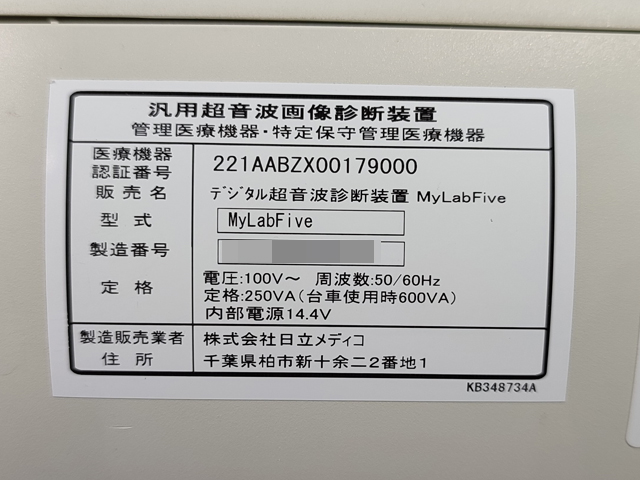 汎用超音波画像診断装置
管理医療機器・特定保守管理医療機器
医療機器
認証番号 221AABZX00179000
販売名 デジタル超音波診断装置 MyLabFive
型式 MyLabFive
製造番号
定格 電圧:100V～ 周波数:50/60Hz
定格:250VA(台車使用時600VA)
内部電源14.4V
製造販売業者 株式会社日立メディコ
住所 千葉県柏市新十余二2番地1
KB348734A